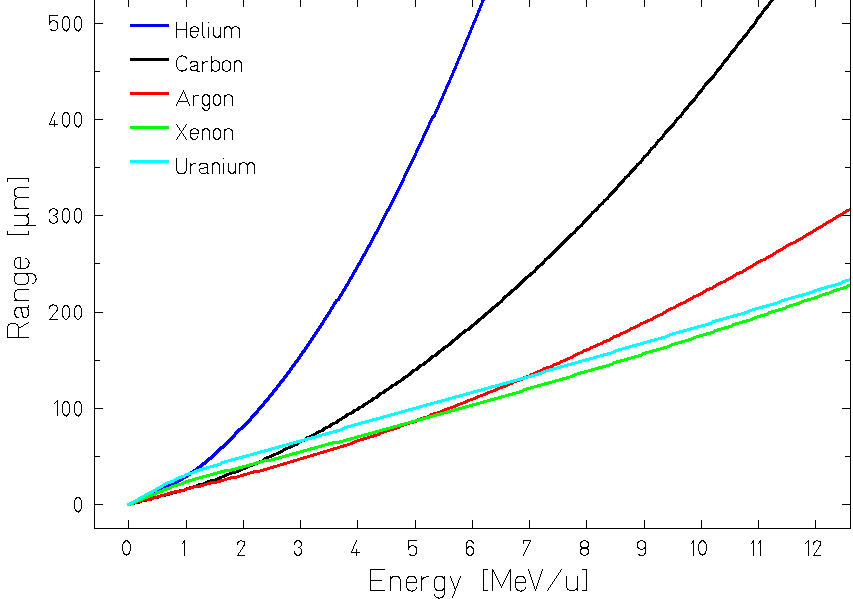 500
400
300
200
100
0
Range [µm]
Helium
Carbon
Argon
Xenon
Uranium
0 1 2 3 4 5 6 7 8 9 10 11 12
Energy [MeV/u]